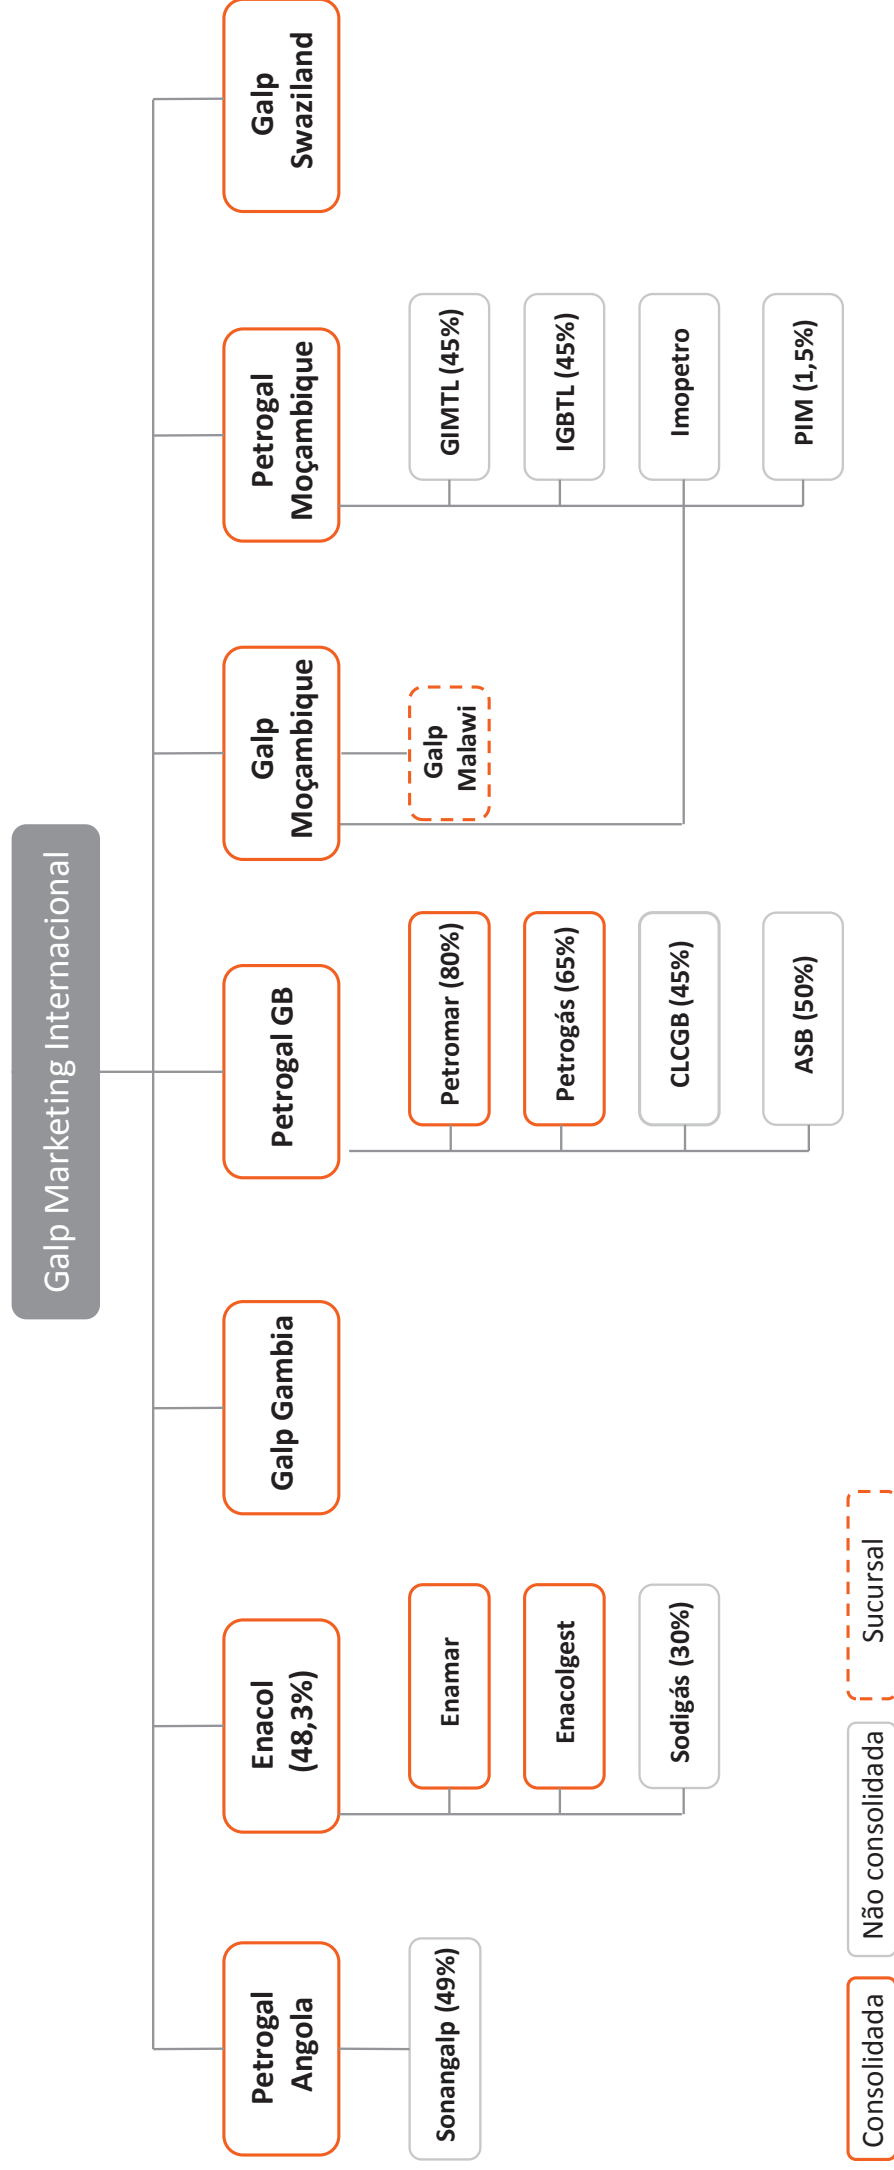 Galp Marketing Internacional
Petrogal
Angola
Enacol
(48,3%)
Galp Gambia
Petrogal GB
Galp
Moçambique
Petrogal
Moçambique
Galp
Swaziland
Sonangalp (49%)
Enamar
Enacolgest
Sodigás (30%)
Petromar (80%)
Petrogás (65%)
CLCGB (45%)
ASB (50%)
Galp
Malawi
GIMTL (45%)
IGBTL (45%)
Imopetro
PIM (1,5%)
Consolidada
Não consolidada
Sucursal